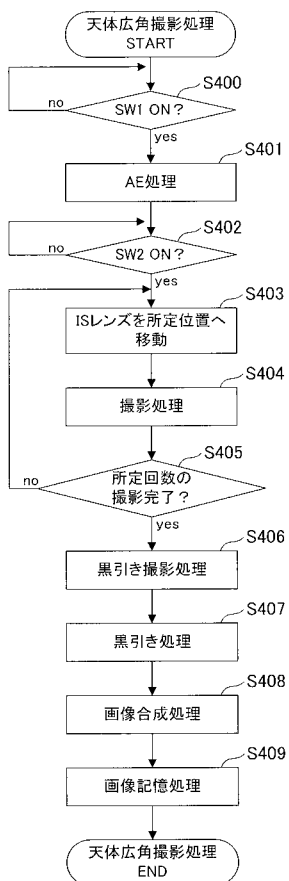 天体広角撮影処理
START
S400
SW1 ON?
no
yes
S401
AE処理
S402
SW2 ON?
no
yes
S403
ISレンズを所定位置へ
移動
S404
撮影処理
S405
所定回数の
撮影完了?
no
yes
S406
黒引き撮影処理
S407
黒引き処理
S408
画像合成処理
S409
画像記憶処理
天体広角撮影処理
END